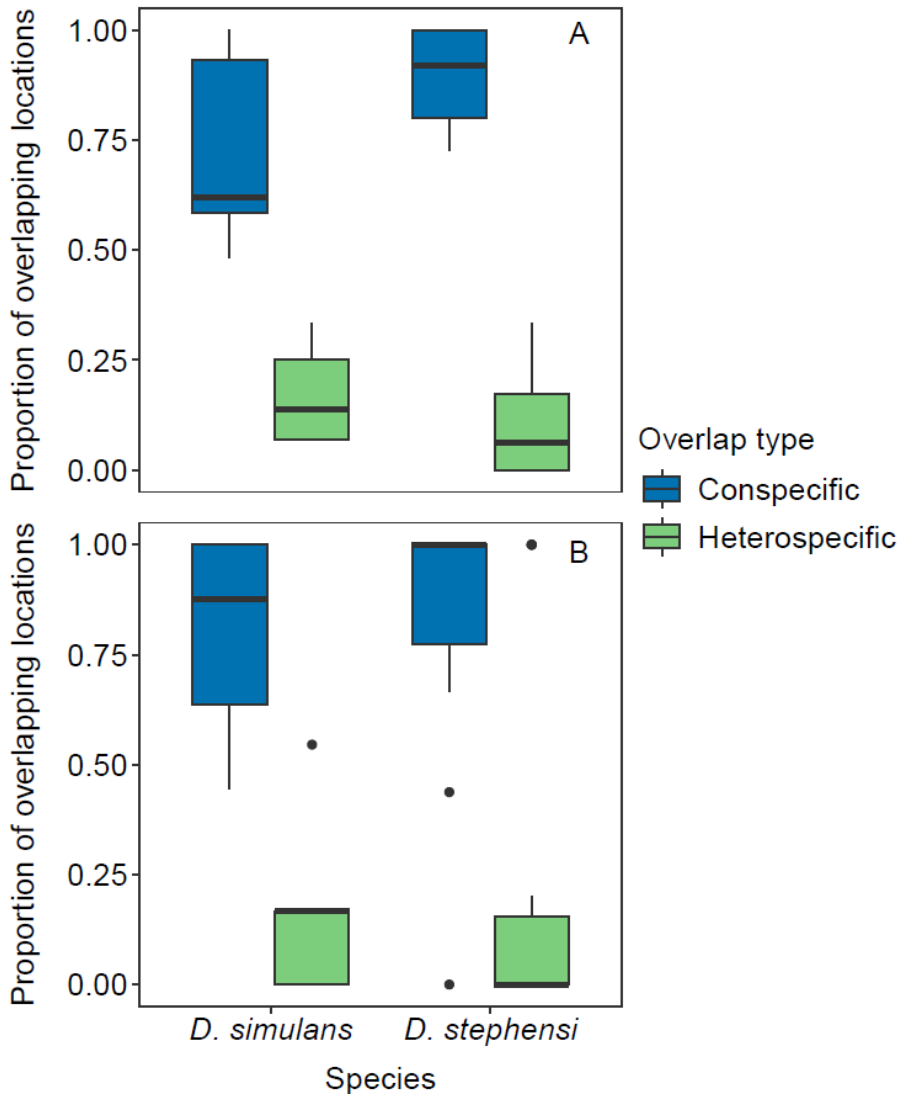 Proportion of overlapping locations
1.00
0.75
0.50
0.25
0.00
A
Proportion of overlapping locations
1.00
0.75
0.50
0.25
0.00
B
D. simulans D. stephensi
Species
Overlap type
Conspecific
Heterospecific